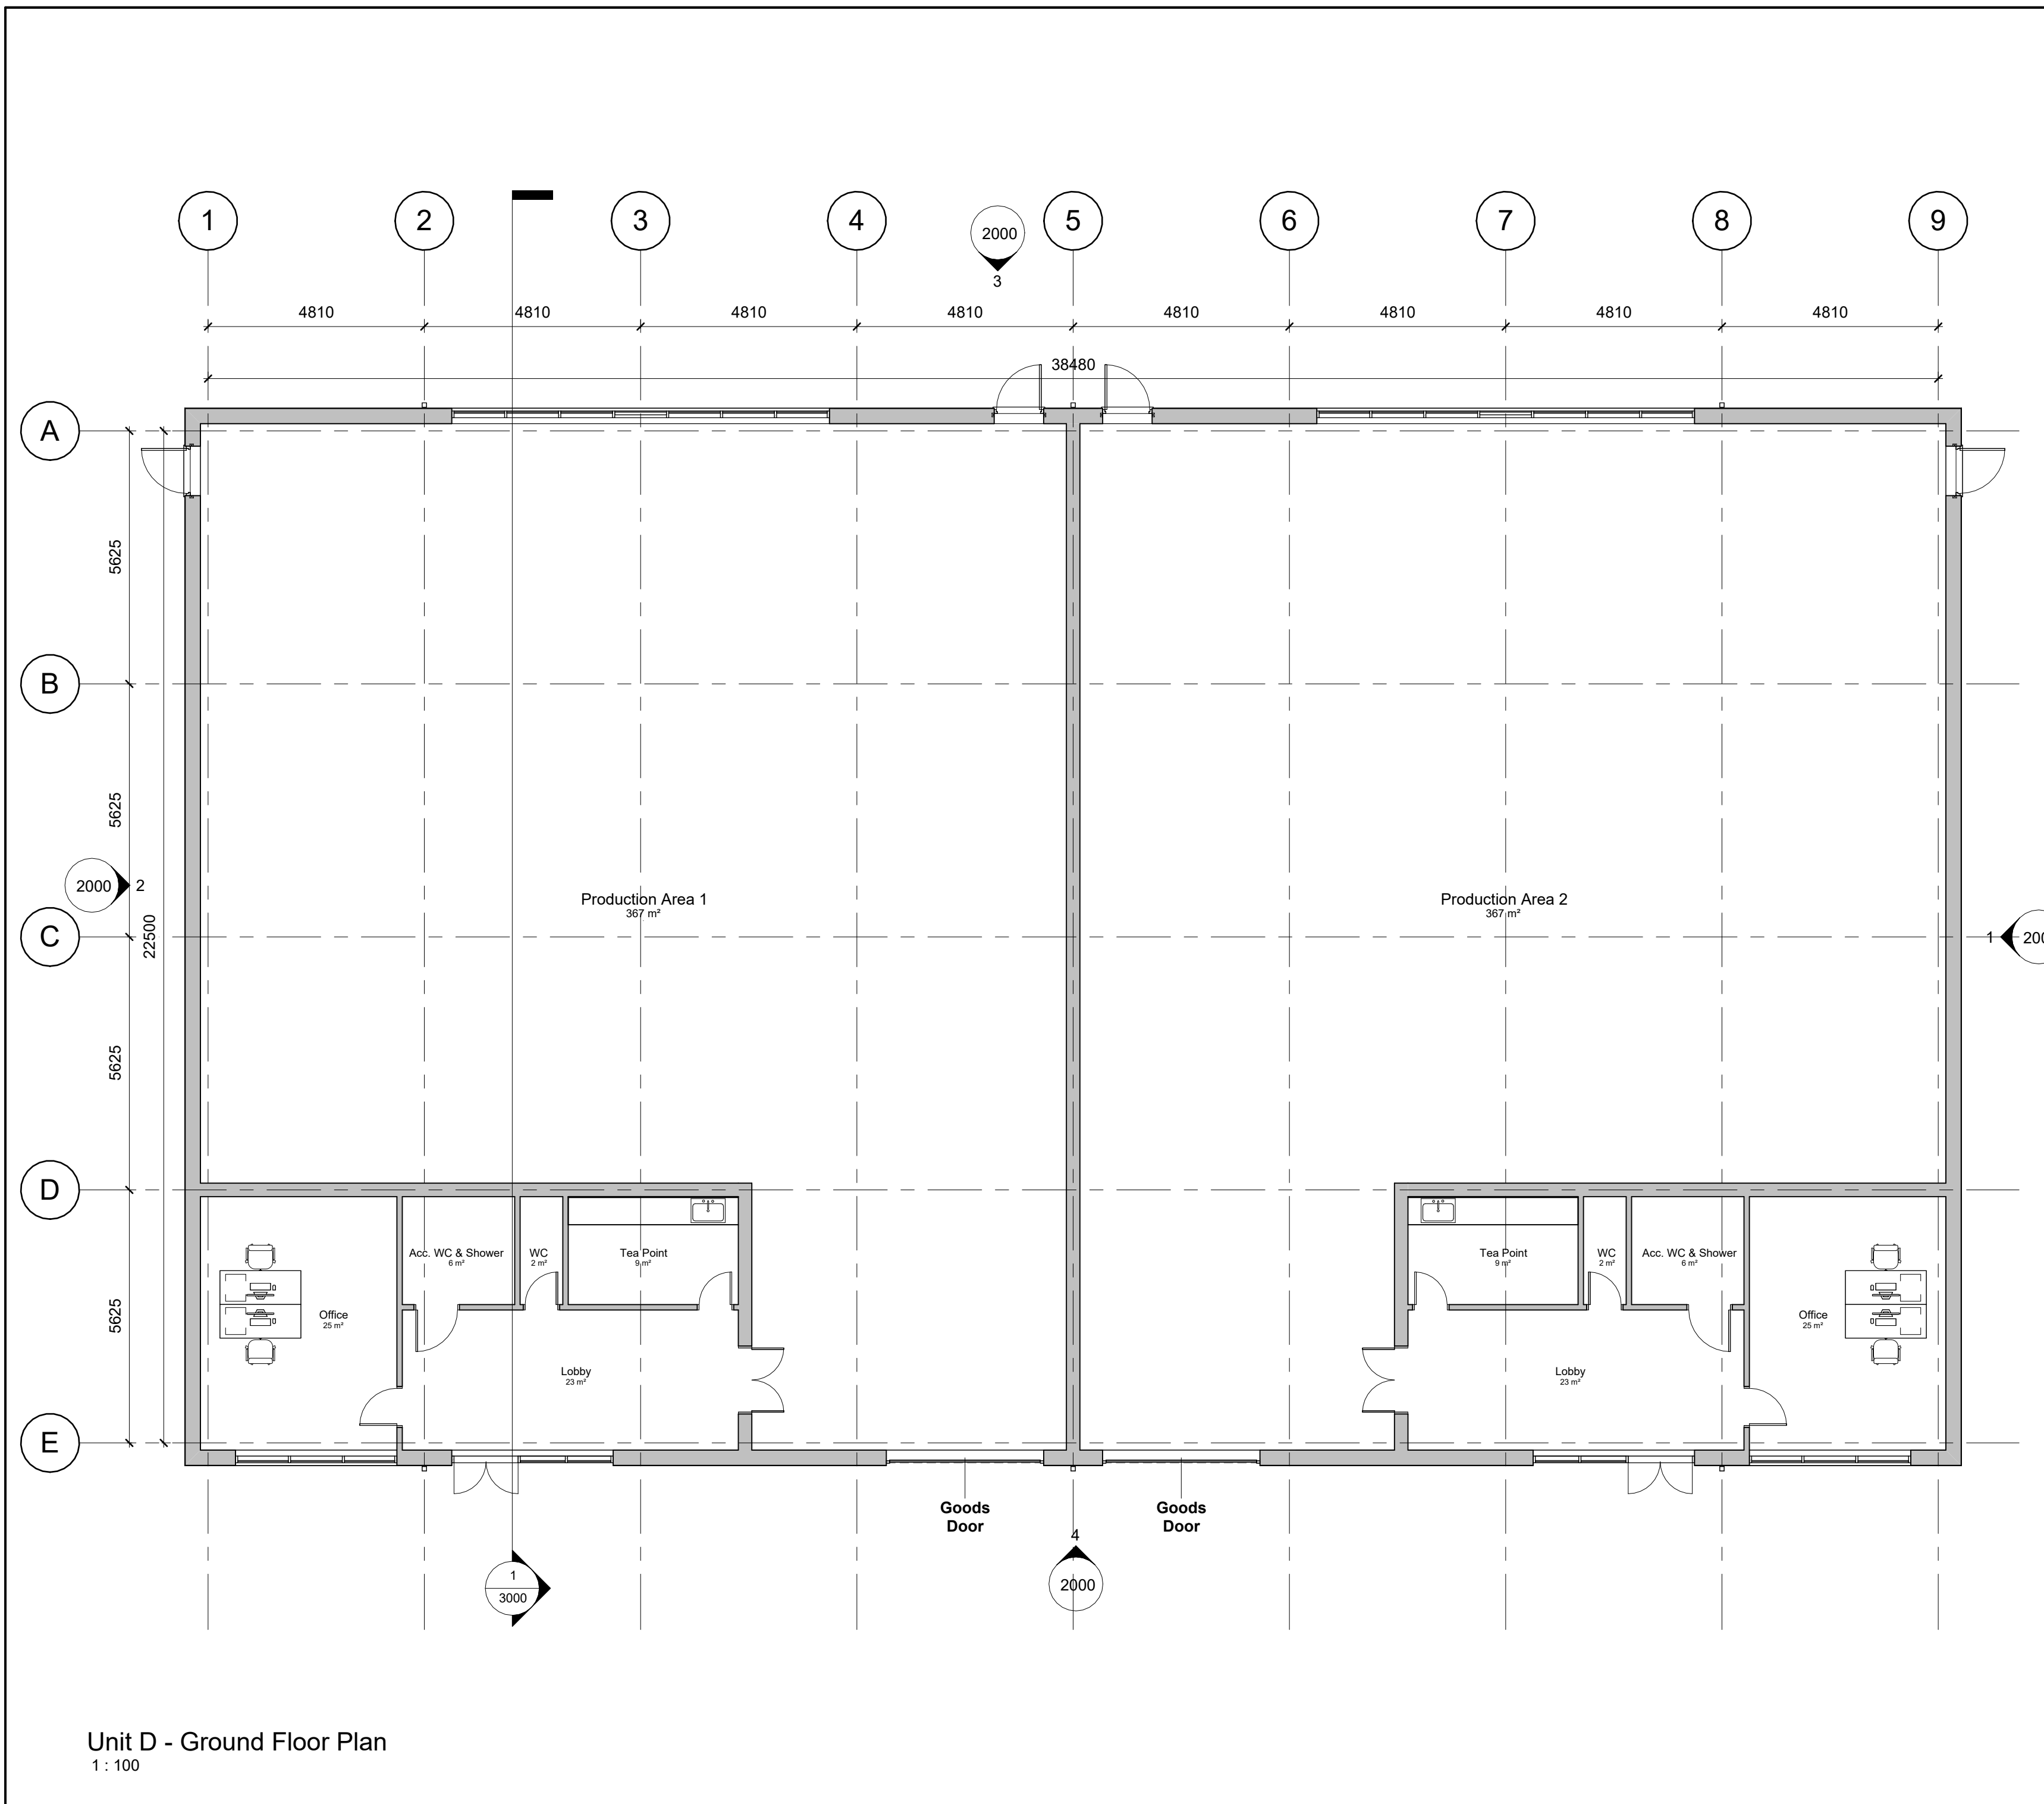 1 2 3 4 5 6 7 8 9
2000
3
4810 4810 4810 4810 4810 4810 4810 4810
38480
A
5625
B
5625
2000 2
C
22500
1
5625
D
5625
E
Production Area 1
367 m²
Production Area 2
367 m²
Acc. WC & Shower
6 m²
WC
2 m²
Tea Point
9 m²
Office
25 m²
Lobby
23 m²
Tea Point
9 m²
WC
2 m²
Acc. WC & Shower
6 m²
Office
25 m²
Lobby
23 m²
Goods
Door
Goods
Door
4
2000
1
3000
Unit D - Ground Floor Plan
1 : 100